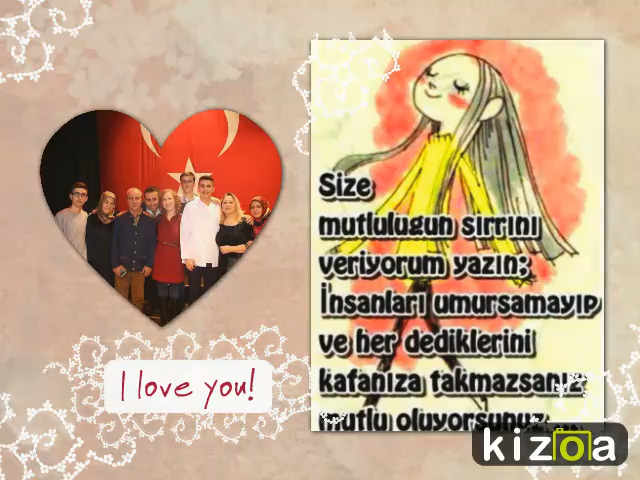 Size
mutluluğun sırrını
veriyorum yazın;
İnsanları umursamayıp
ve her dediklerini
kafanıza takmazsanız
mutlu oluyorsunuz
I love you!
kizoa